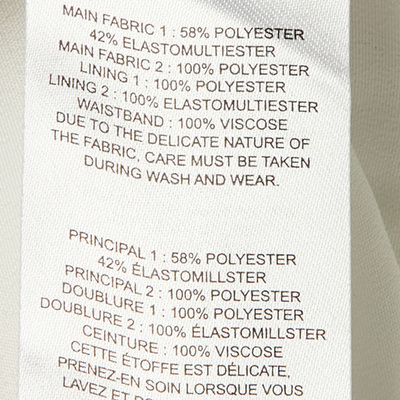 MAIN FABRIC 1 : 58% POLYESTER
42% ELASTOMULTIESTER
MAIN FABRIC 2 : 100% POLYESTER
LINING 1 : 100% POLYESTER
LINING 2 : 100% ELASTOMULTIESTER
WAISTBAND : 100% VISCOSE
DUE TO THE DELICATE NATURE OF
THE FABRIC, CARE MUST BE TAKEN
DURING WASH AND WEAR.
PRINCIPAL 1 : 58% POLYESTER
42% ÉLASTOMILLSTER
PRINCIPAL 2 : 100% POLYESTER
DOUBLURE 1 : 100% POLYESTER
DOUBLURE 2 : 100% ÉLASTOMILLSTER
CEINTURE : 100% VISCOSE
CETTE ÉTOFFE EST DÉLICATE,
PRENEZ-EN SOIN LORSQUE VOUS
LAVEZ ET